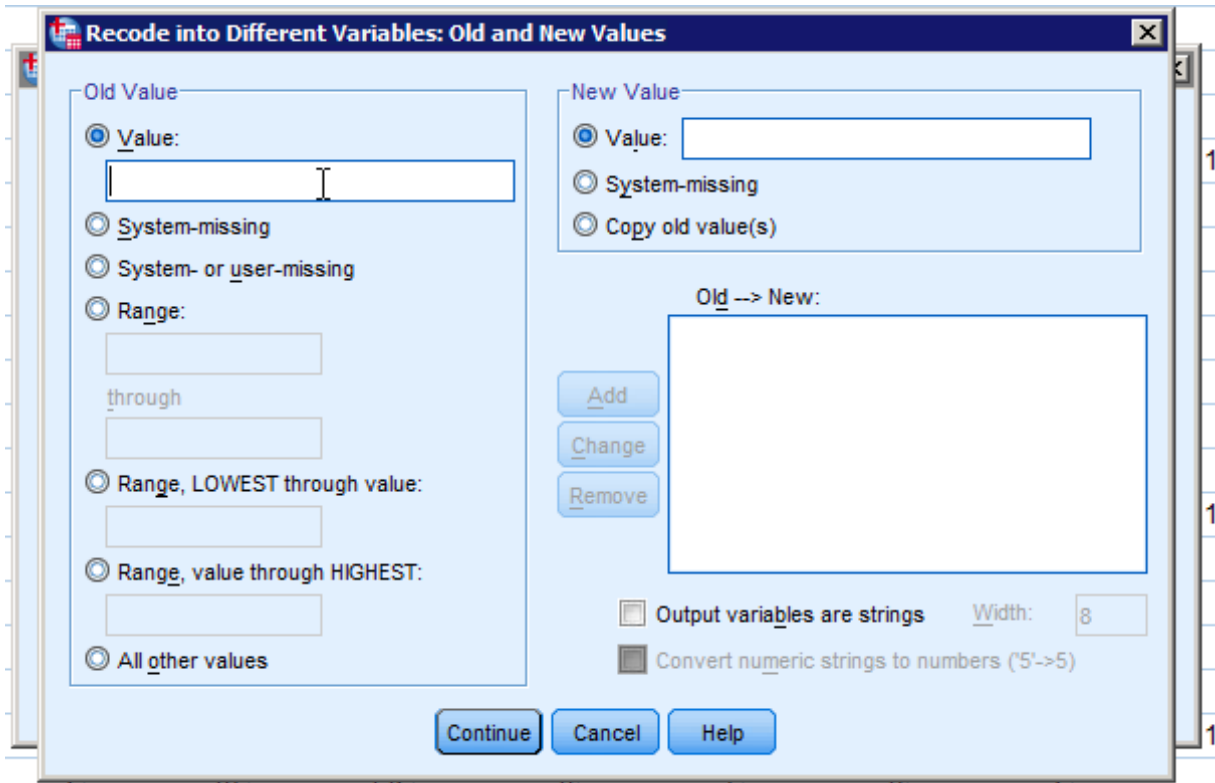 Recode into Different Variables: Old and New Values
Old Value
Value:
System-missing
System- or user-missing
Range:
through
Range, LOWEST through value:
Range, value through HIGHEST:
All other values
New Value
Value:
System-missing
Copy old value(s)
Old --> New:
Add
Change
Remove
Output variables are strings
Width:
8
Convert numeric strings to numbers ('5'->5)
Continue
Cancel
Help
1
1
1